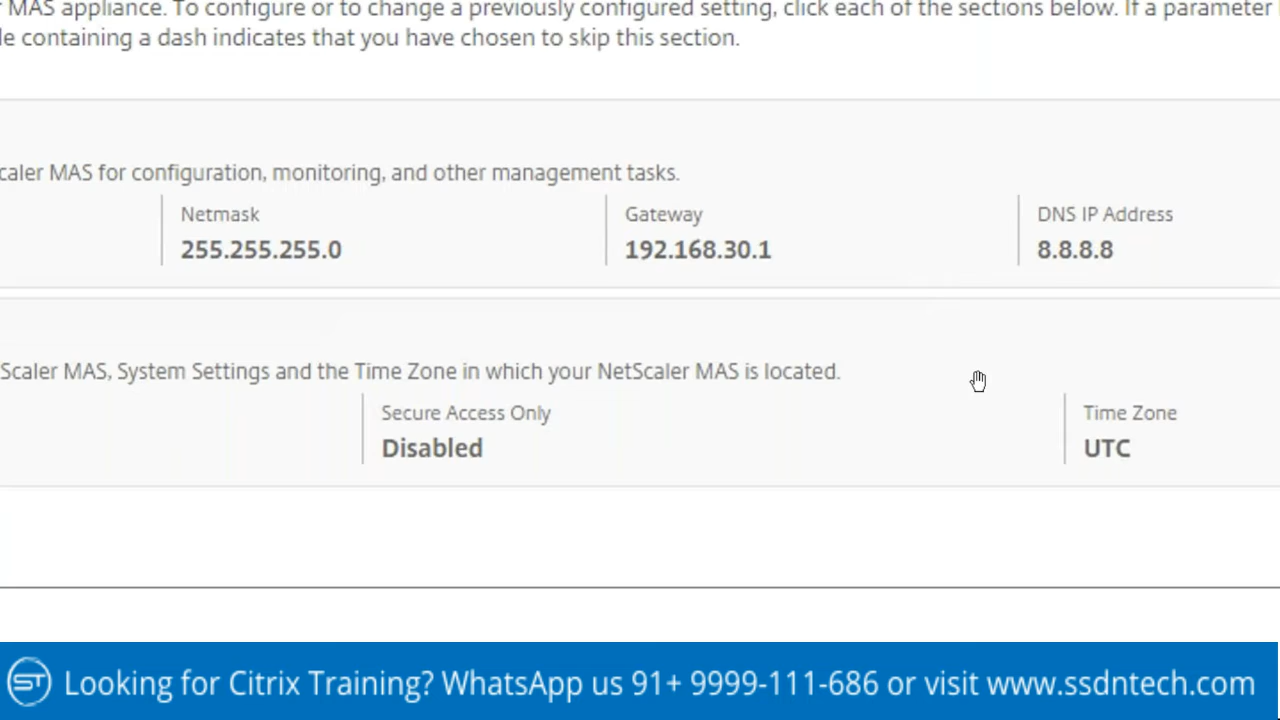 MAS appliance. To configure or to change a previously configured setting, click each of the sections below. If a parameter
containing a dash indicates that you have chosen to skip this section.
MAS for configuration, monitoring, and other management tasks.
Netmask Gateway DNS IP Address
255.255.255.0 192.168.30.1 8.8.8.8
Scaler MAS, System Settings and the Time Zone in which your NetScaler MAS is located.
Secure Access Only Time Zone
Disabled UTC
ST Looking for Citrix Training? WhatsApp us 91+ 9999-111-686 or visit www.ssdntech.com